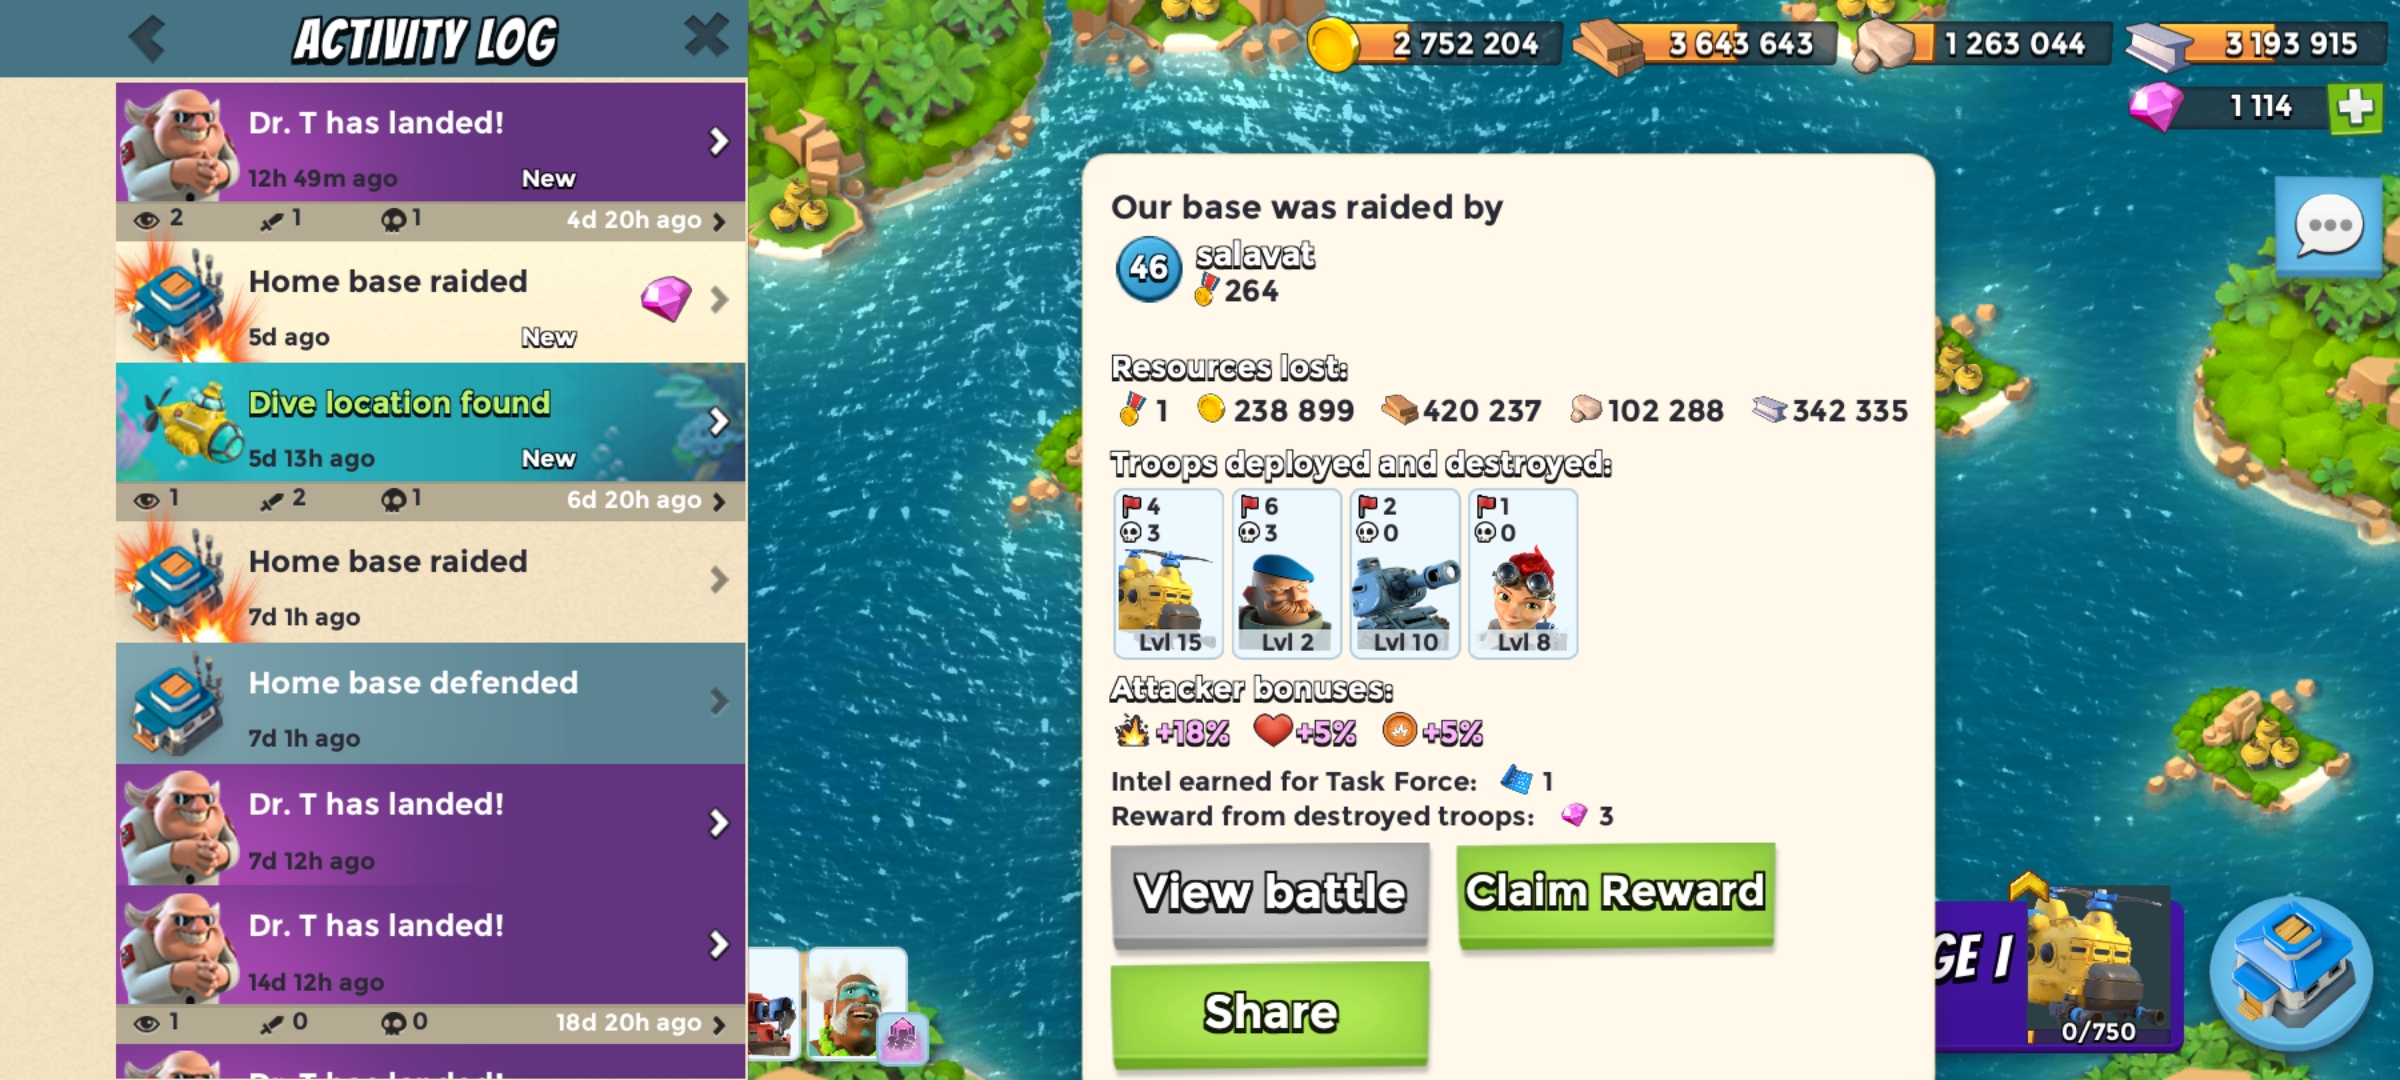 ACTIVITY LOG
Dr. T has landed!
12h 49m ago New
2 1 1 4d 20h ago
Home base raided
5d ago New
Dive location found
5d 13h ago New
1 2 1 6d 20h ago
Home base raided
7d 1h ago
Home base defended
7d 1h ago
Dr. T has landed!
7d 12h ago
Dr. T has landed!
14d 12h ago
1 0 0 18d 20h ago
Dr. T has landed!
2 752 204 3 643 643 1 263 044 3 193 915
1 114
Our base was raided by
46 salavat
264
Resources lost:
1 238 899 420 237 102 288 342 335
Troops deployed and destroyed:
4 6 2 1
3 3 0 0
Lvl 15 Lvl 2 Lvl 10 Lvl 8
Attacker bonuses:
+18% +5% +5%
Intel earned for Task Force: 1
Reward from destroyed troops: 3
View battle Claim Reward
Share
GE I
0/750